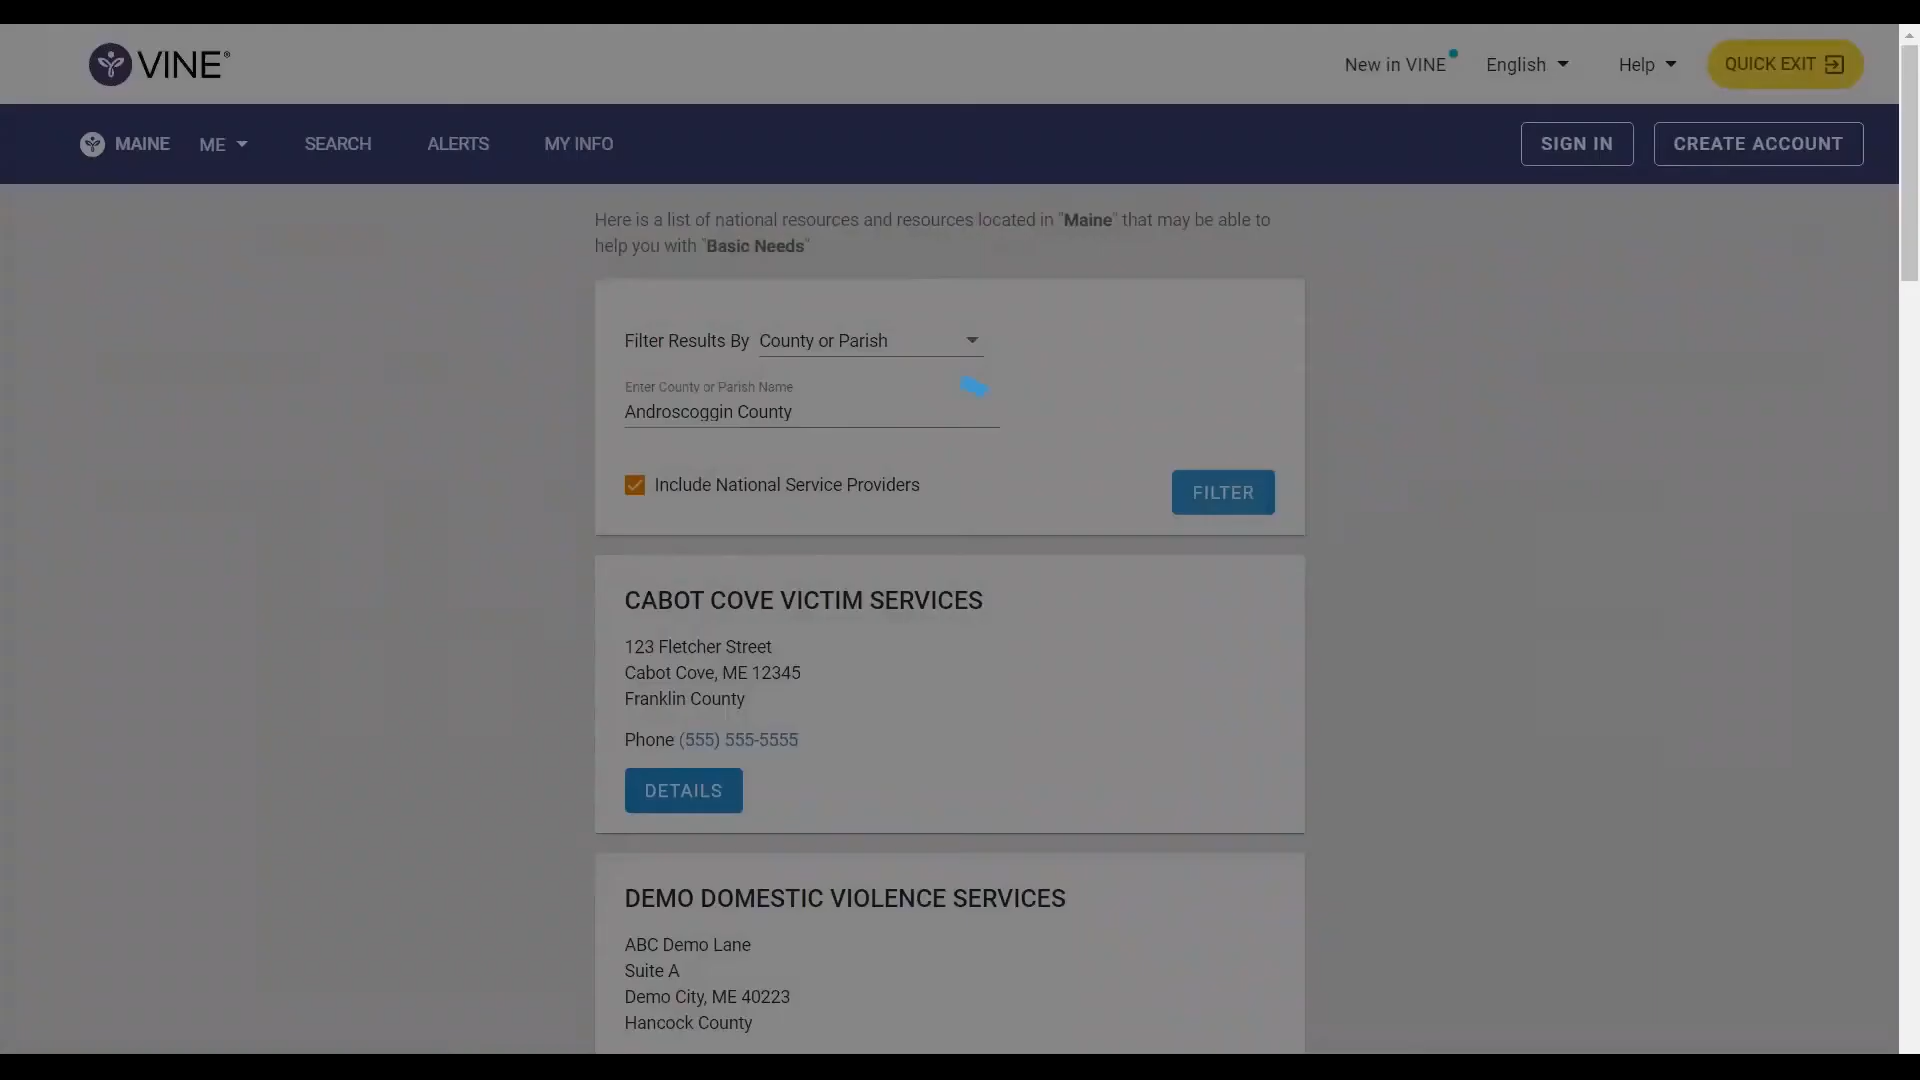 VINE®
New in VINE
English
Help
QUICK EXIT
MAINE
ME
SEARCH
ALERTS
MY INFO
SIGN IN
CREATE ACCOUNT
Here is a list of national resources and resources located in "Maine" that may be able to
help you with "Basic Needs"
Filter Results By County or Parish
Enter County or Parish Name
Androscoggin County
Include National Service Providers
FILTER
CABOT COVE VICTIM SERVICES
123 Fletcher Street
Cabot Cove, ME 12345
Franklin County
Phone (555) 555-5555
DETAILS
DEMO DOMESTIC VIOLENCE SERVICES
ABC Demo Lane
Suite A
Demo City, ME 40223
Hancock County